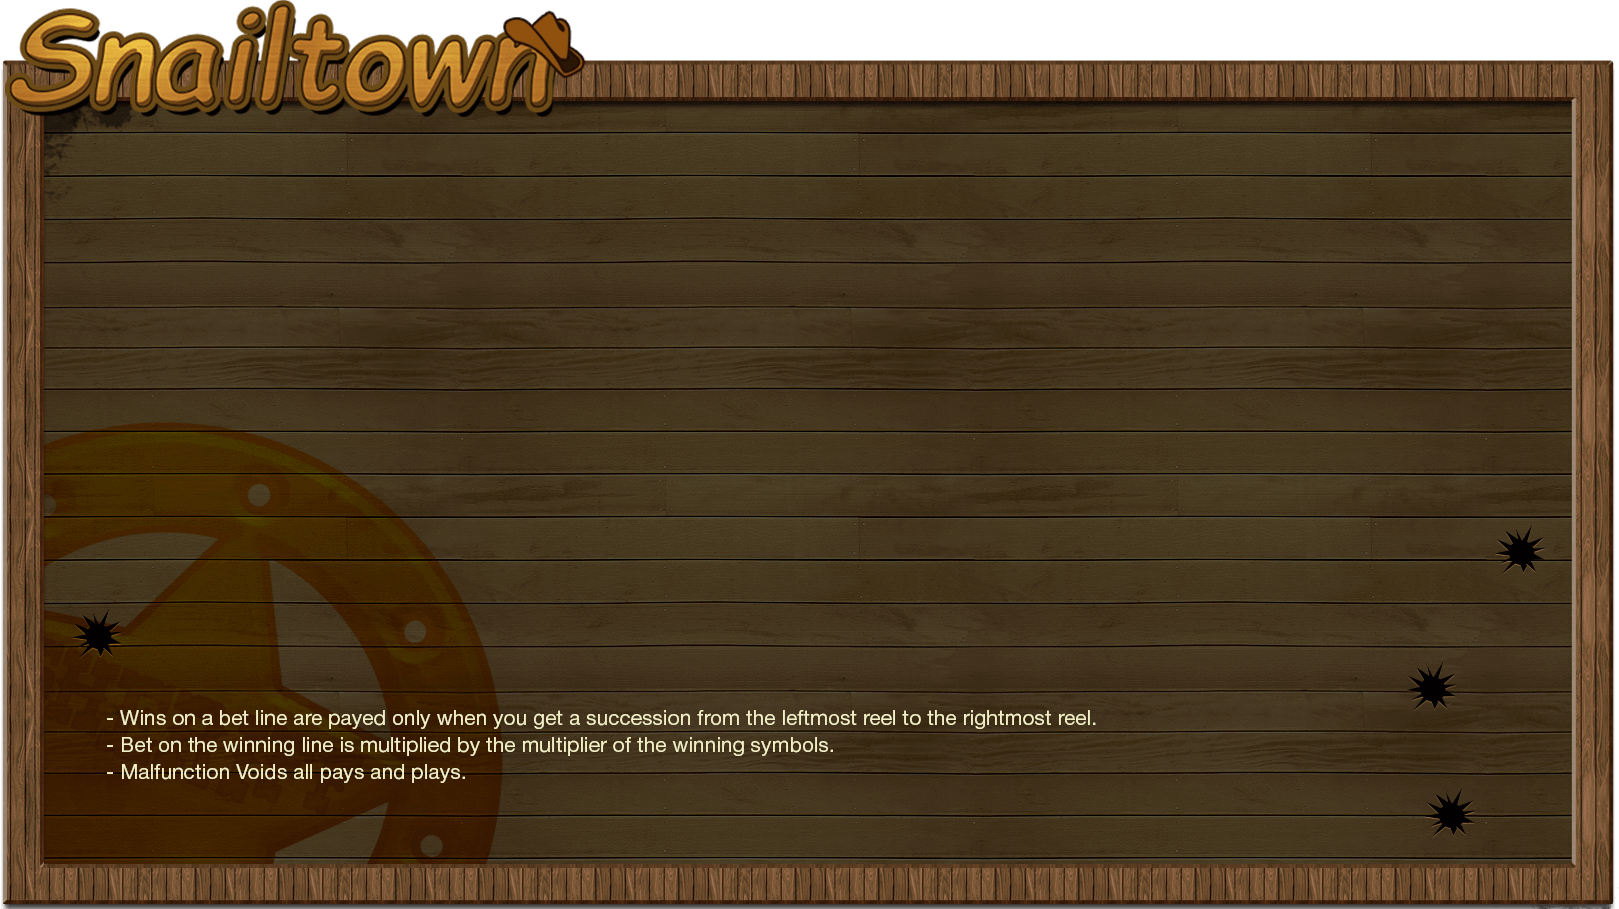 Snailtown
- Wins on a bet line are payed only when you get a succession from the leftmost reel to the rightmost reel.
- Bet on the winning line is multiplied by the multiplier of the winning symbols.
- Malfunction Voids all pays and plays.